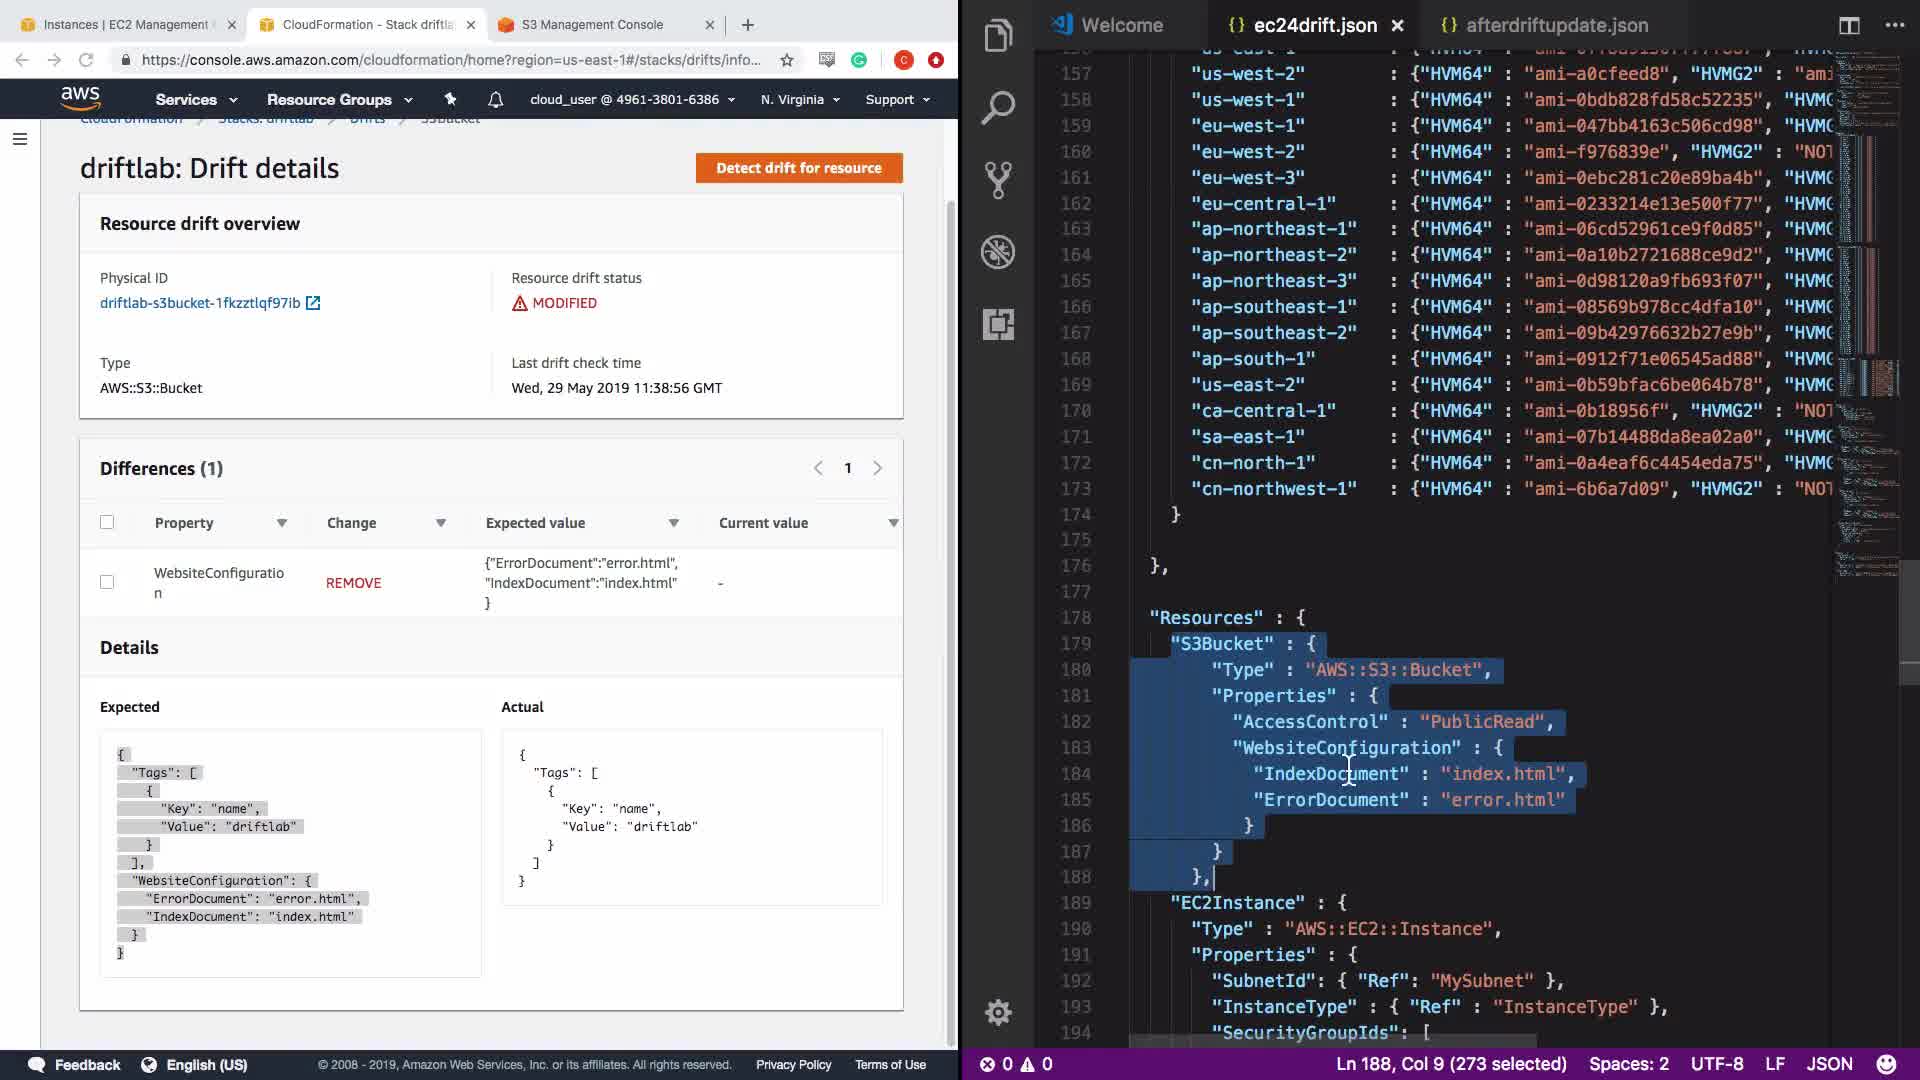 Instances | EC2 Management
CloudFormation - Stack driftla
S3 Management Console
https://console.aws.amazon.com/cloudformation/home?region=us-east-1#/stacks/drifts/info...
aws
Services
Resource Groups
cloud_user @ 4961-3801-6386
N. Virginia
Support
CloudFormation
Stacks: driftlab
Drifts
S3Bucket
driftlab: Drift details
Detect drift for resource
Resource drift overview
Physical ID
driftlab-s3bucket-1fkzztlqf97ib
Resource drift status
MODIFIED
Type
AWS::S3::Bucket
Last drift check time
Wed, 29 May 2019 11:38:56 GMT
Differences (1)
1
Property
Change
Expected value
Current value
WebsiteConfiguratio
n
REMOVE
{"ErrorDocument":"error.html",
"IndexDocument":"index.html"
}
-
Details
Expected
{
"Tags": [
{
"Key": "name",
"Value": "driftlab"
}
],
"WebsiteConfiguration": {
"ErrorDocument": "error.html",
"IndexDocument": "index.html"
}
}
Actual
{
"Tags": [
{
"Key": "name",
"Value": "driftlab"
}
]
}
Feedback
English (US)
© 2008 - 2019, Amazon Web Services, Inc. or its affiliates. All rights reserved.
Privacy Policy
Terms of Use
Welcome
{} ec24drift.json
{} afterdriftupdate.json
157 "us-west-2" : {"HVM64" : "ami-a0cfeed8", "HVMG2" : "ami
158 "us-west-1" : {"HVM64" : "ami-0bdb828fd58c52235", "HVMG
159 "eu-west-1" : {"HVM64" : "ami-047bb4163c506cd98", "HVMG
160 "eu-west-2" : {"HVM64" : "ami-f976839e", "HVMG2" : "NOT
161 "eu-west-3" : {"HVM64" : "ami-0ebc281c20e89ba4b", "HVMG
162 "eu-central-1" : {"HVM64" : "ami-0233214e13e500f77", "HVMG
163 "ap-northeast-1" : {"HVM64" : "ami-06cd52961ce9f0d85", "HVMG
164 "ap-northeast-2" : {"HVM64" : "ami-0a10b2721688ce9d2", "HVMG
165 "ap-northeast-3" : {"HVM64" : "ami-0d98120a9fb693f07", "HVMG
166 "ap-southeast-1" : {"HVM64" : "ami-08569b978cc4dfa10", "HVMG
167 "ap-southeast-2" : {"HVM64" : "ami-09b42976632b27e9b", "HVMG
168 "ap-south-1" : {"HVM64" : "ami-0912f71e06545ad88", "HVMG
169 "us-east-2" : {"HVM64" : "ami-0b59bfac6be064b78", "HVMG
170 "ca-central-1" : {"HVM64" : "ami-0b18956f", "HVMG2" : "NOT
171 "sa-east-1" : {"HVM64" : "ami-07b14488da8ea02a0", "HVMG
172 "cn-north-1" : {"HVM64" : "ami-0a4eaf6c4454eda75", "HVMG
173 "cn-northwest-1" : {"HVM64" : "ami-6b6a7d09", "HVMG2" : "NOT
174 }
175
176 },
177
178 "Resources" : {
179 "S3Bucket" : {
180 "Type" : "AWS::S3::Bucket",
181 "Properties" : {
182 "AccessControl" : "PublicRead",
183 "WebsiteConfiguration" : {
184 "IndexDocument" : "index.html",
185 "ErrorDocument" : "error.html"
186 }
187 }
188 },
189 "EC2Instance" : {
190 "Type" : "AWS::EC2::Instance",
191 "Properties" : {
192 "SubnetId": { "Ref": "MySubnet" },
193 "InstanceType" : { "Ref" : "InstanceType" },
194 "SecurityGroupIds": [
0
0
Ln 188, Col 9 (273 selected)
Spaces: 2
UTF-8
LF
JSON